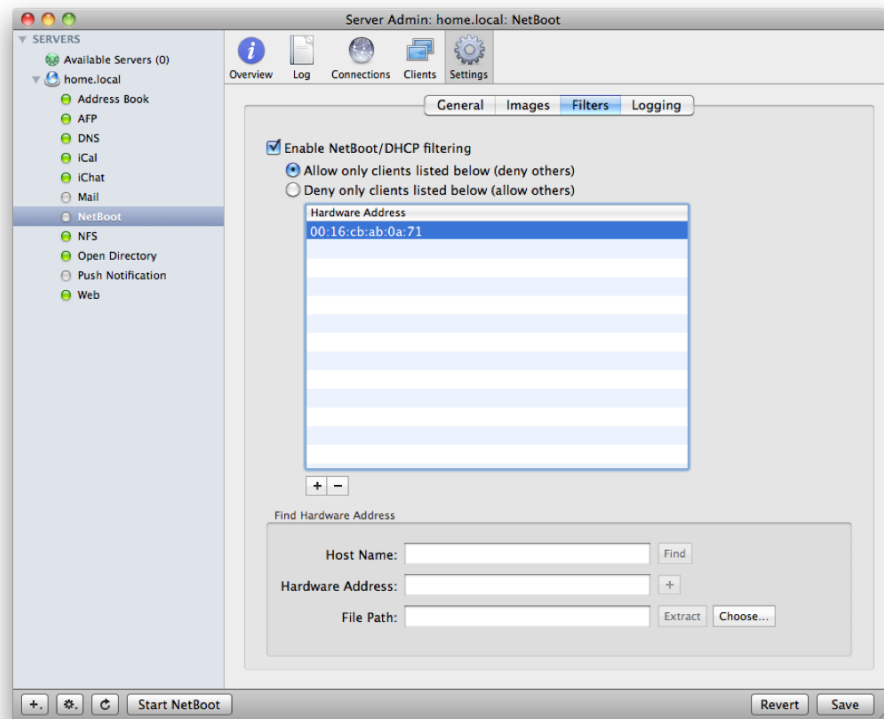 Server Admin: home.local: NetBoot
SERVERS
Available Servers (0)
home.local
Address Book
AFP
DNS
iCal
iChat
Mail
NetBoot
NFS
Open Directory
Push Notification
Web
Overview Log Connections Clients Settings
General Images Filters Logging
Enable NetBoot/DHCP filtering
Allow only clients listed below (deny others)
Deny only clients listed below (allow others)
Hardware Address
00:16:cb:ab:0a:71
+ −
Find Hardware Address
Host Name: Find
Hardware Address: +
File Path: Extract Choose...
Start NetBoot Revert Save